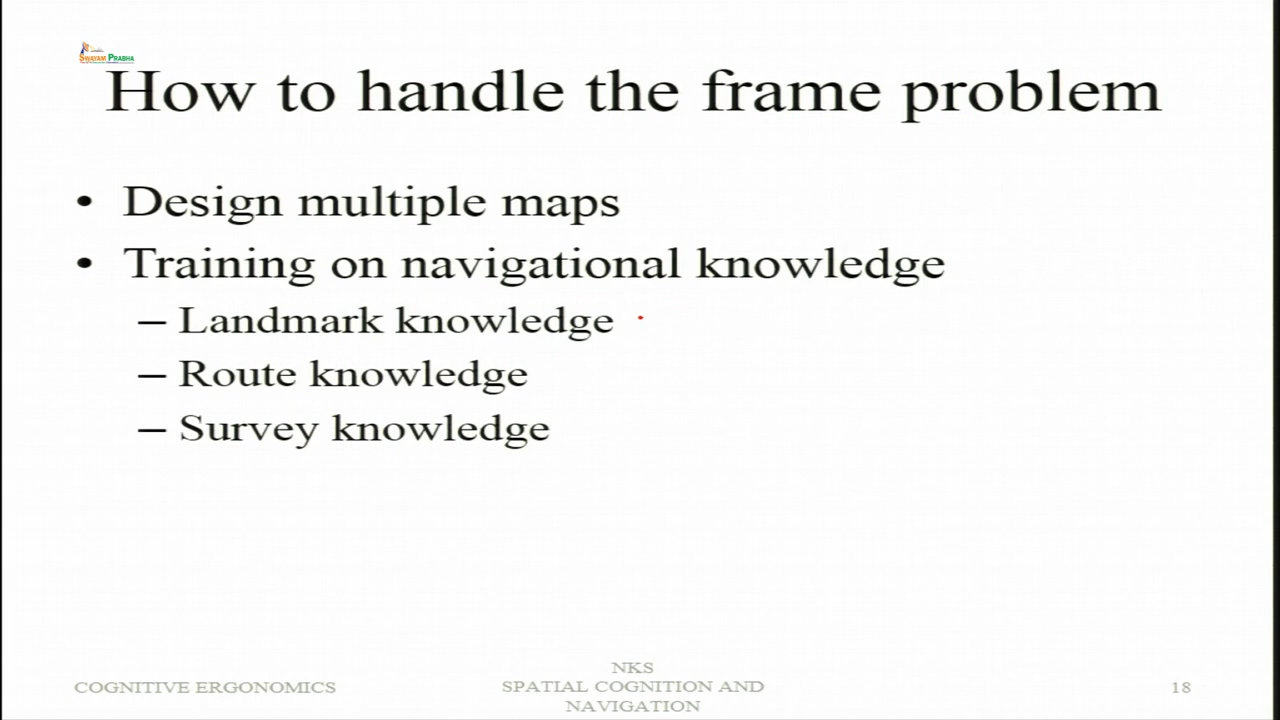 SWAYAM PRABHA
How to handle the frame problem
• Design multiple maps
• Training on navigational knowledge
– Landmark knowledge
– Route knowledge
– Survey knowledge
COGNITIVE ERGONOMICS
NKS
SPATIAL COGNITION AND
NAVIGATION
18